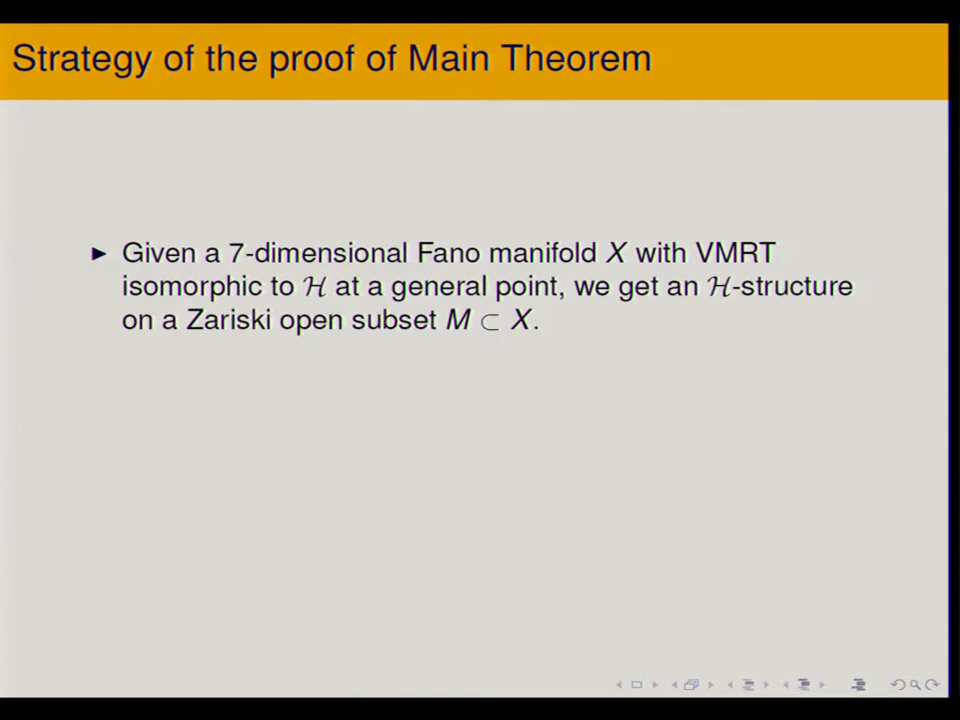 Strategy of the proof of Main Theorem
► Given a 7-dimensional Fano manifold X with VMRT
isomorphic to ℋ at a general point, we get an ℋ-structure
on a Zariski open subset M ⊂ X.